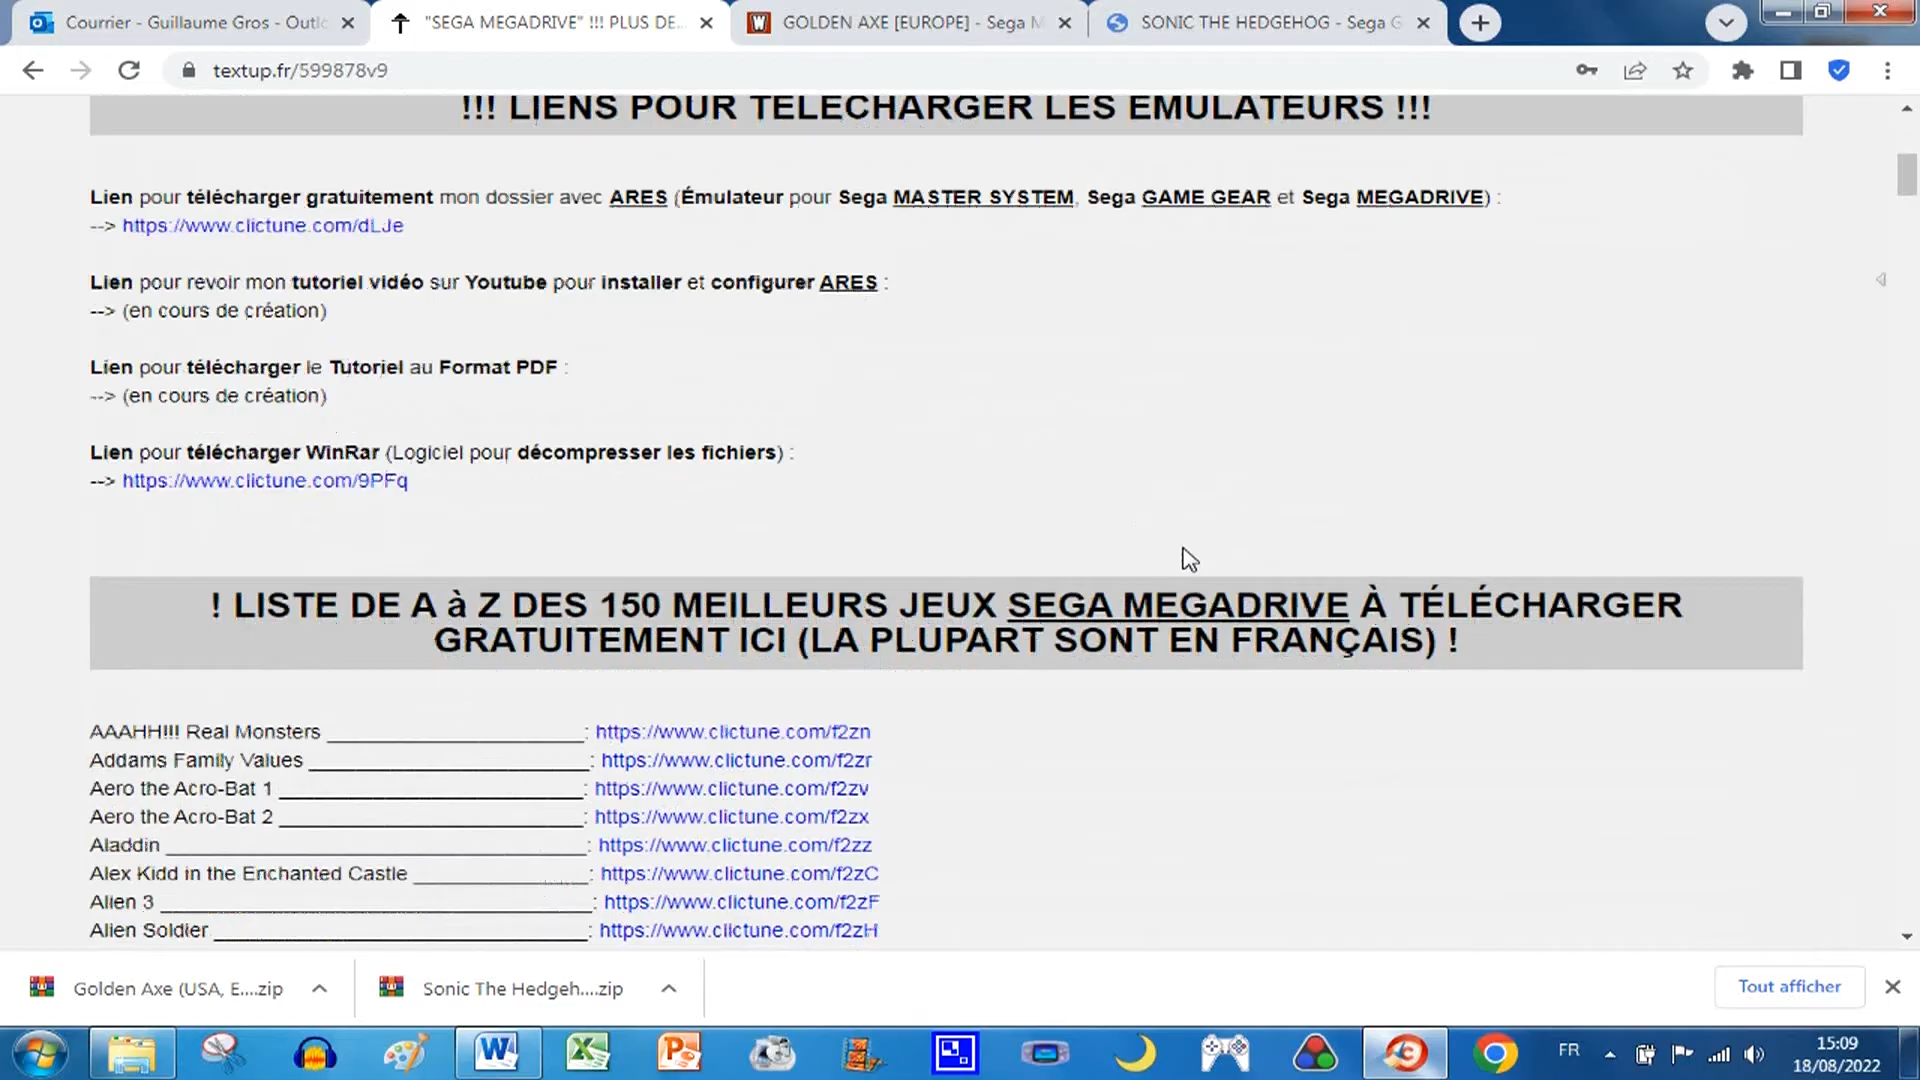 Courrier - Guillaume Gros - Outlo
"SEGA MEGADRIVE" !!! PLUS DE...
GOLDEN AXE [EUROPE] - Sega M
SONIC THE HEDGEHOG - Sega G
textup.fr/599878v9
!!! LIENS POUR TELECHARGER LES EMULATEURS !!!
Lien pour télécharger gratuitement mon dossier avec ARES (Émulateur pour Sega MASTER SYSTEM, Sega GAME GEAR et Sega MEGADRIVE) :
--> https://www.clictune.com/dLJe
Lien pour revoir mon tutoriel vidéo sur Youtube pour installer et configurer ARES :
--> (en cours de création)
Lien pour télécharger le Tutoriel au Format PDF :
--> (en cours de création)
Lien pour télécharger WinRar (Logiciel pour décompresser les fichiers) :
--> https://www.clictune.com/9PFq
! LISTE DE A à Z DES 150 MEILLEURS JEUX SEGA MEGADRIVE À TÉLÉCHARGER
GRATUITEMENT ICI (LA PLUPART SONT EN FRANÇAIS) !
AAAHH!!! Real Monsters ________________________: https://www.clictune.com/f2zn
Addams Family Values ________________________: https://www.clictune.com/f2zr
Aero the Acro-Bat 1 __________________________: https://www.clictune.com/f2zv
Aero the Acro-Bat 2 __________________________: https://www.clictune.com/f2zx
Aladdin ____________________________________: https://www.clictune.com/f2zz
Alex Kidd in the Enchanted Castle _______________: https://www.clictune.com/f2zC
Alien 3 _____________________________________: https://www.clictune.com/f2zF
Alien Soldier ________________________________: https://www.clictune.com/f2zH
Golden Axe (USA, E....zip
Sonic The Hedgeh....zip
Tout afficher
FR
15:09
18/08/2022